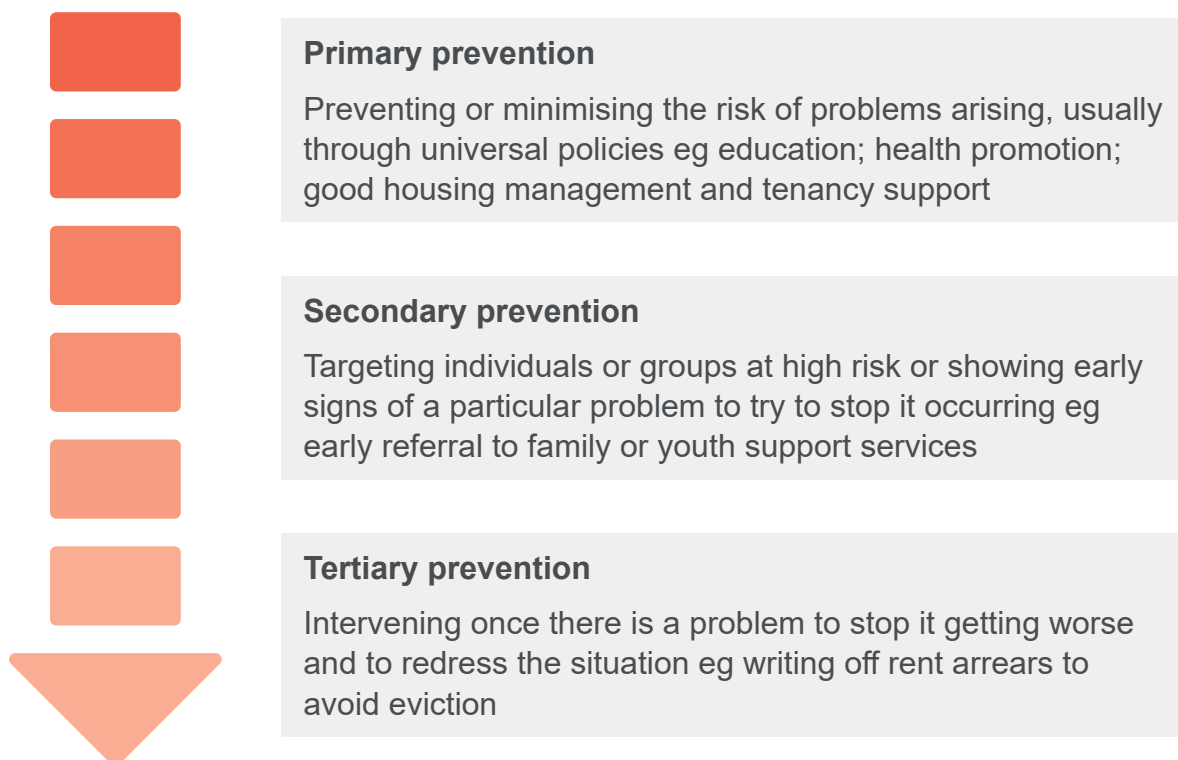 Primary prevention
Preventing or minimising the risk of problems arising, usually
through universal policies eg education; health promotion;
good housing management and tenancy support
Secondary prevention
Targeting individuals or groups at high risk or showing early
signs of a particular problem to try to stop it occurring eg
early referral to family or youth support services
Tertiary prevention
Intervening once there is a problem to stop it getting worse
and to redress the situation eg writing off rent arrears to
avoid eviction